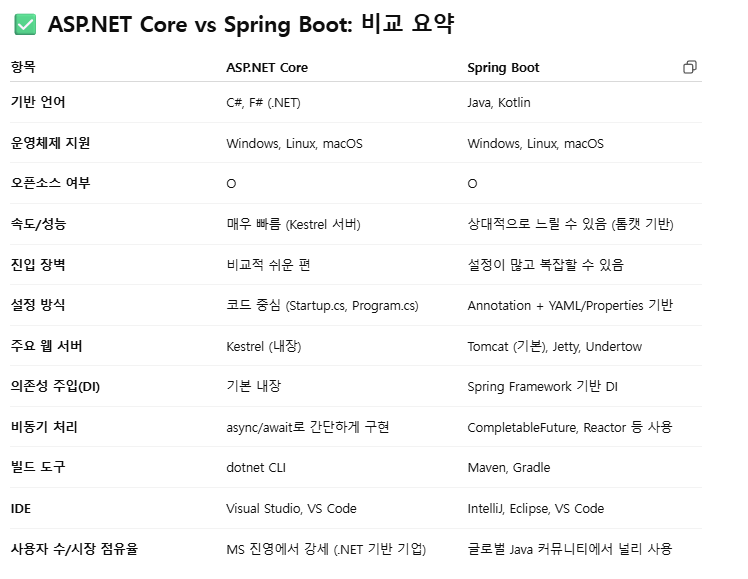 ✅ ASP.NET Core vs Spring Boot: 비교 요약
항목 ASP.NET Core Spring Boot
기반 언어 C#, F# (.NET) Java, Kotlin
운영체제 지원 Windows, Linux, macOS Windows, Linux, macOS
오픈소스 여부 O O
속도/성능 매우 빠름 (Kestrel 서버) 상대적으로 느릴 수 있음 (톰캣 기반)
진입 장벽 비교적 쉬운 편 설정이 많고 복잡할 수 있음
설정 방식 코드 중심 (Startup.cs, Program.cs) Annotation + YAML/Properties 기반
주요 웹 서버 Kestrel (내장) Tomcat (기본), Jetty, Undertow
의존성 주입(DI) 기본 내장 Spring Framework 기반 DI
비동기 처리 async/await로 간단하게 구현 CompletableFuture, Reactor 등 사용
빌드 도구 dotnet CLI Maven, Gradle
IDE Visual Studio, VS Code IntelliJ, Eclipse, VS Code
사용자 수/시장 점유율 MS 진영에서 강세 (.NET 기반 기업) 글로벌 Java 커뮤니티에서 널리 사용